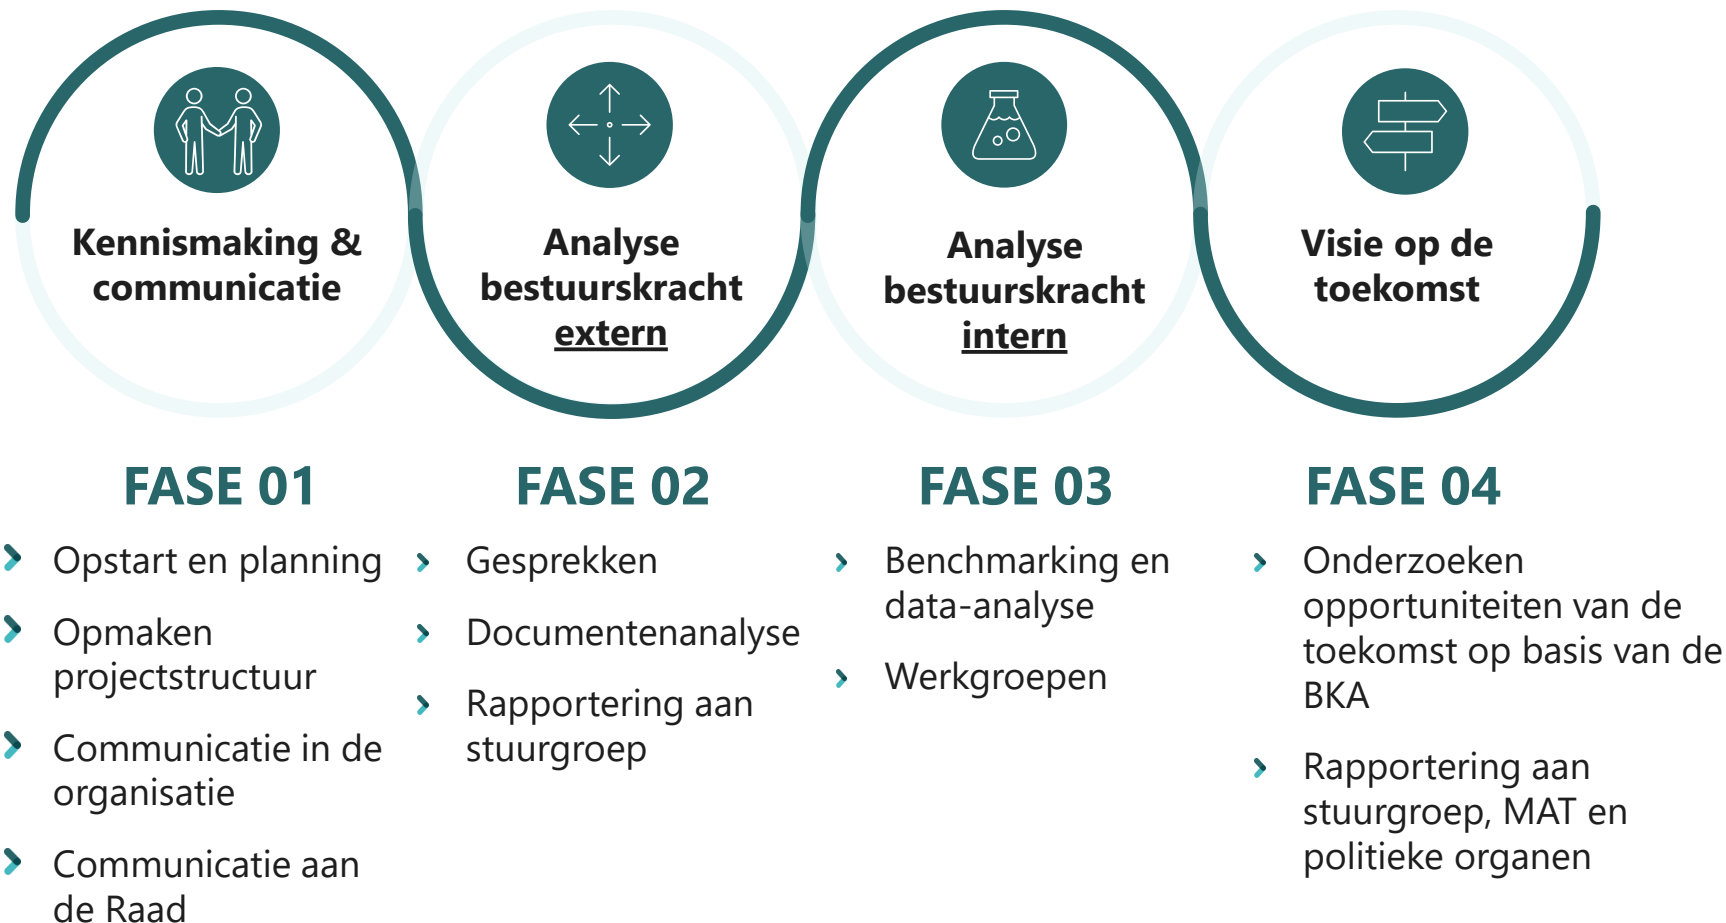 Kennismaking &
communicatie
Analyse
bestuurskracht
extern
Analyse
bestuurskracht
intern
Visie op de
toekomst
FASE 01
Opstart en planning
Opmaken
projectstructuur
Communicatie in de
organisatie
Communicatie aan
de Raad
FASE 02
Gesprekken
Documentenanalyse
Rapportering aan
stuurgroep
FASE 03
Benchmarking en
data-analyse
Werkgroepen
FASE 04
Onderzoeken
opportuniteiten van de
toekomst op basis van de
BKA
Rapportering aan
stuurgroep, MAT en
politieke organen